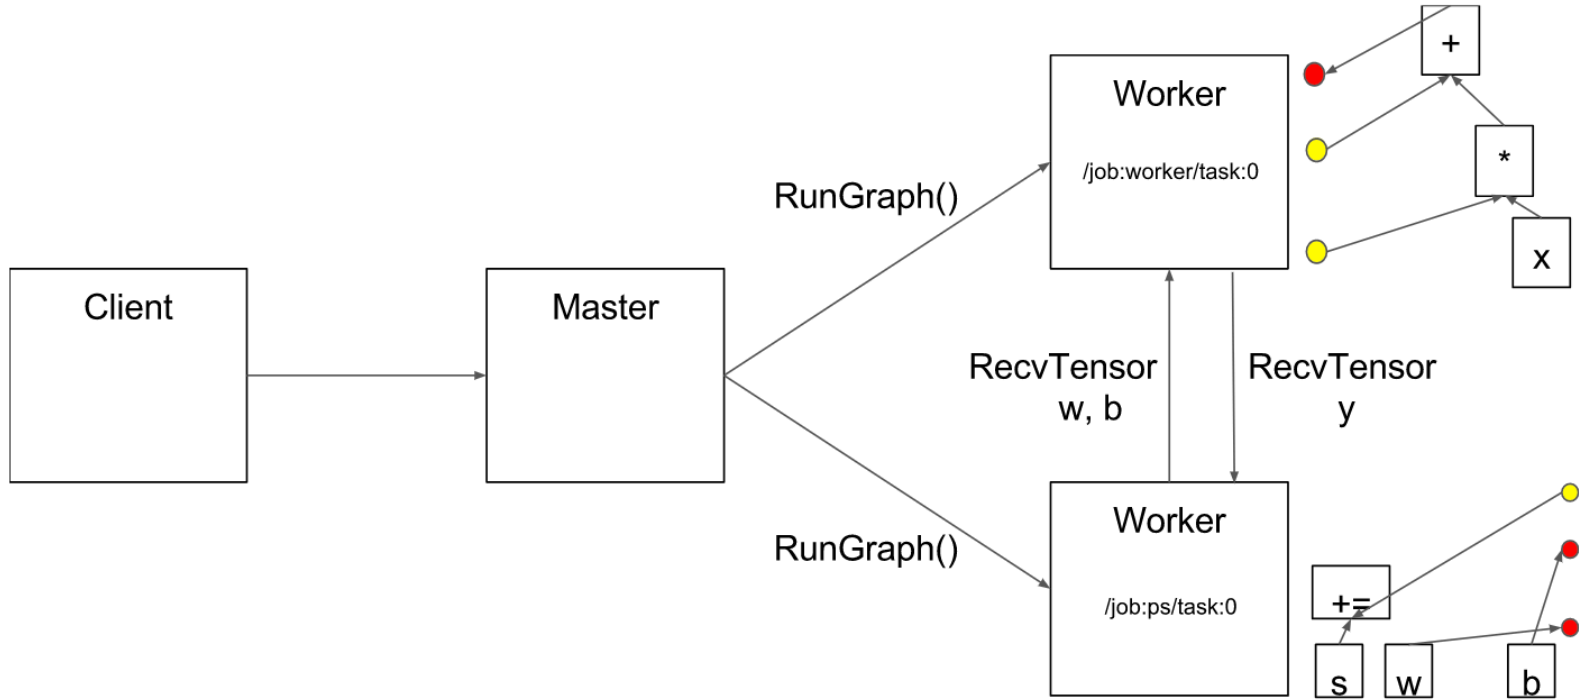 +
Worker
/job:worker/task:0
*
x
RunGraph()
Client
Master
RecvTensor
w, b
RecvTensor
y
RunGraph()
Worker
/job:ps/task:0
+=
s
w
b